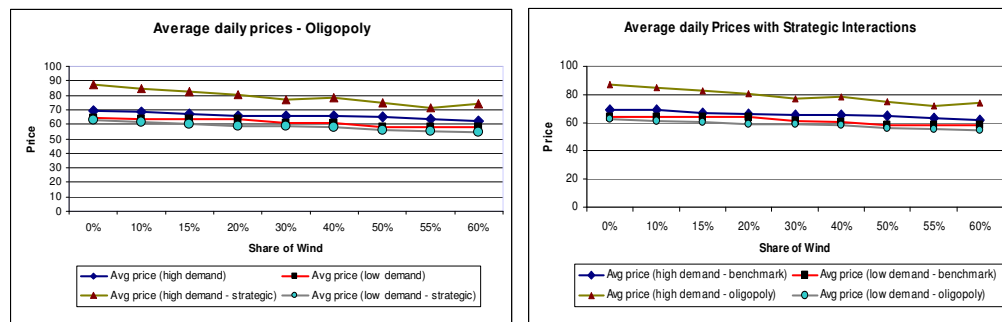 Average daily prices - Oligopoly
100
90
80
70
60
50
40
30
20
10
0
Price
0% 10% 15% 20% 30% 40% 50% 55% 60%
Share of Wind
Avg price (high demand) Avg price (low demand)
Avg price (high demand - strategic) Avg price (low demand - strategic)
Average daily Prices with Strategic Interactions
100
80
60
40
20
0
Price
0% 10% 15% 20% 30% 40% 50% 55% 60%
Share of Wind
Avg price (high demand - benchmark) Avg price (low demand - benchmark)
Avg price (high demand - oligopoly) Avg price (low demand - oligopoly)